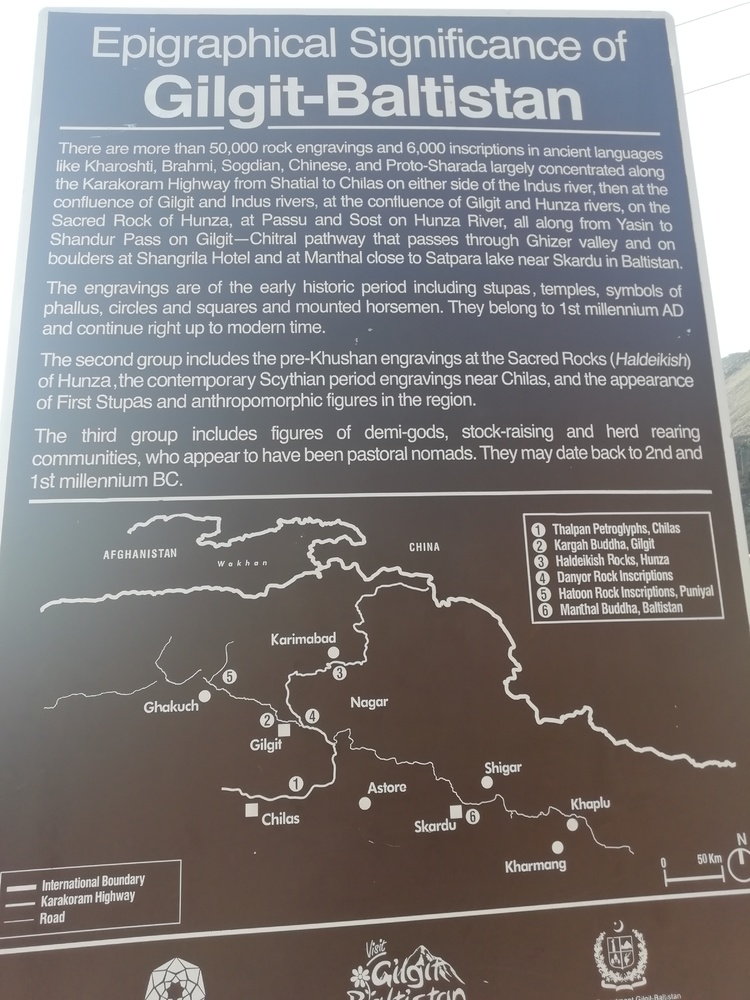 Epigraphical Significance of
Gilgit-Baltistan
There are more than 50,000 rock engravings and 6,000 inscriptions in ancient languages
like Kharoshti, Brahmi, Sogdian, Chinese, and Proto-Sharada largely concentrated along
the Karakoram Highway from Shatial to Chilas on either side of the Indus river, then at the
confluence of Gilgit and Indus rivers, at the confluence of Gilgit and Hunza rivers, on the
Sacred Rock of Hunza, at Passu and Sost on Hunza River, all along from Yasin to
Shandur Pass on Gilgit—Chitral pathway that passes through Ghizer valley and on
boulders at Shangrila Hotel and at Manthal close to Satpara lake near Skardu in Baltistan.
The engravings are of the early historic period including stupas, temples, symbols of
phallus, circles and squares and mounted horsemen. They belong to 1st millennium AD
and continue right up to modern time.
The second group includes the pre-Khushan engravings at the Sacred Rocks (Haldeikish)
of Hunza ,the contemporary Scythian period engravings near Chilas, and the appearance
of First Stupas and anthropomorphic figures in the region.
The third group includes figures of demi-gods, stock-raising and herd rearing
communities, who appear to have been pastoral nomads. They may date back to 2nd and
1st millennium BC.
AFGHANISTAN
Wakhan
CHINA
1 Thalpan Petroglyphs, Chilas
2 Kargah Buddha, Gilgit
3 Haldeikish Rocks, Hunza
4 Danyor Rock Inscriptions
5 Hatoon Rock Inscriptions, Puniyal
6 Manthal Buddha, Baltistan
Karimabad
3
5
Ghakuch
Nagar
2
4
Gilgit
1
Chilas
Astore
Shigar
Skardu
6
Khaplu
Kharmang
N
0 50 Km
International Boundary
Karakoram Highway
Road
Visit
Gilgit
Baltistan
Gilgit-Baltistan